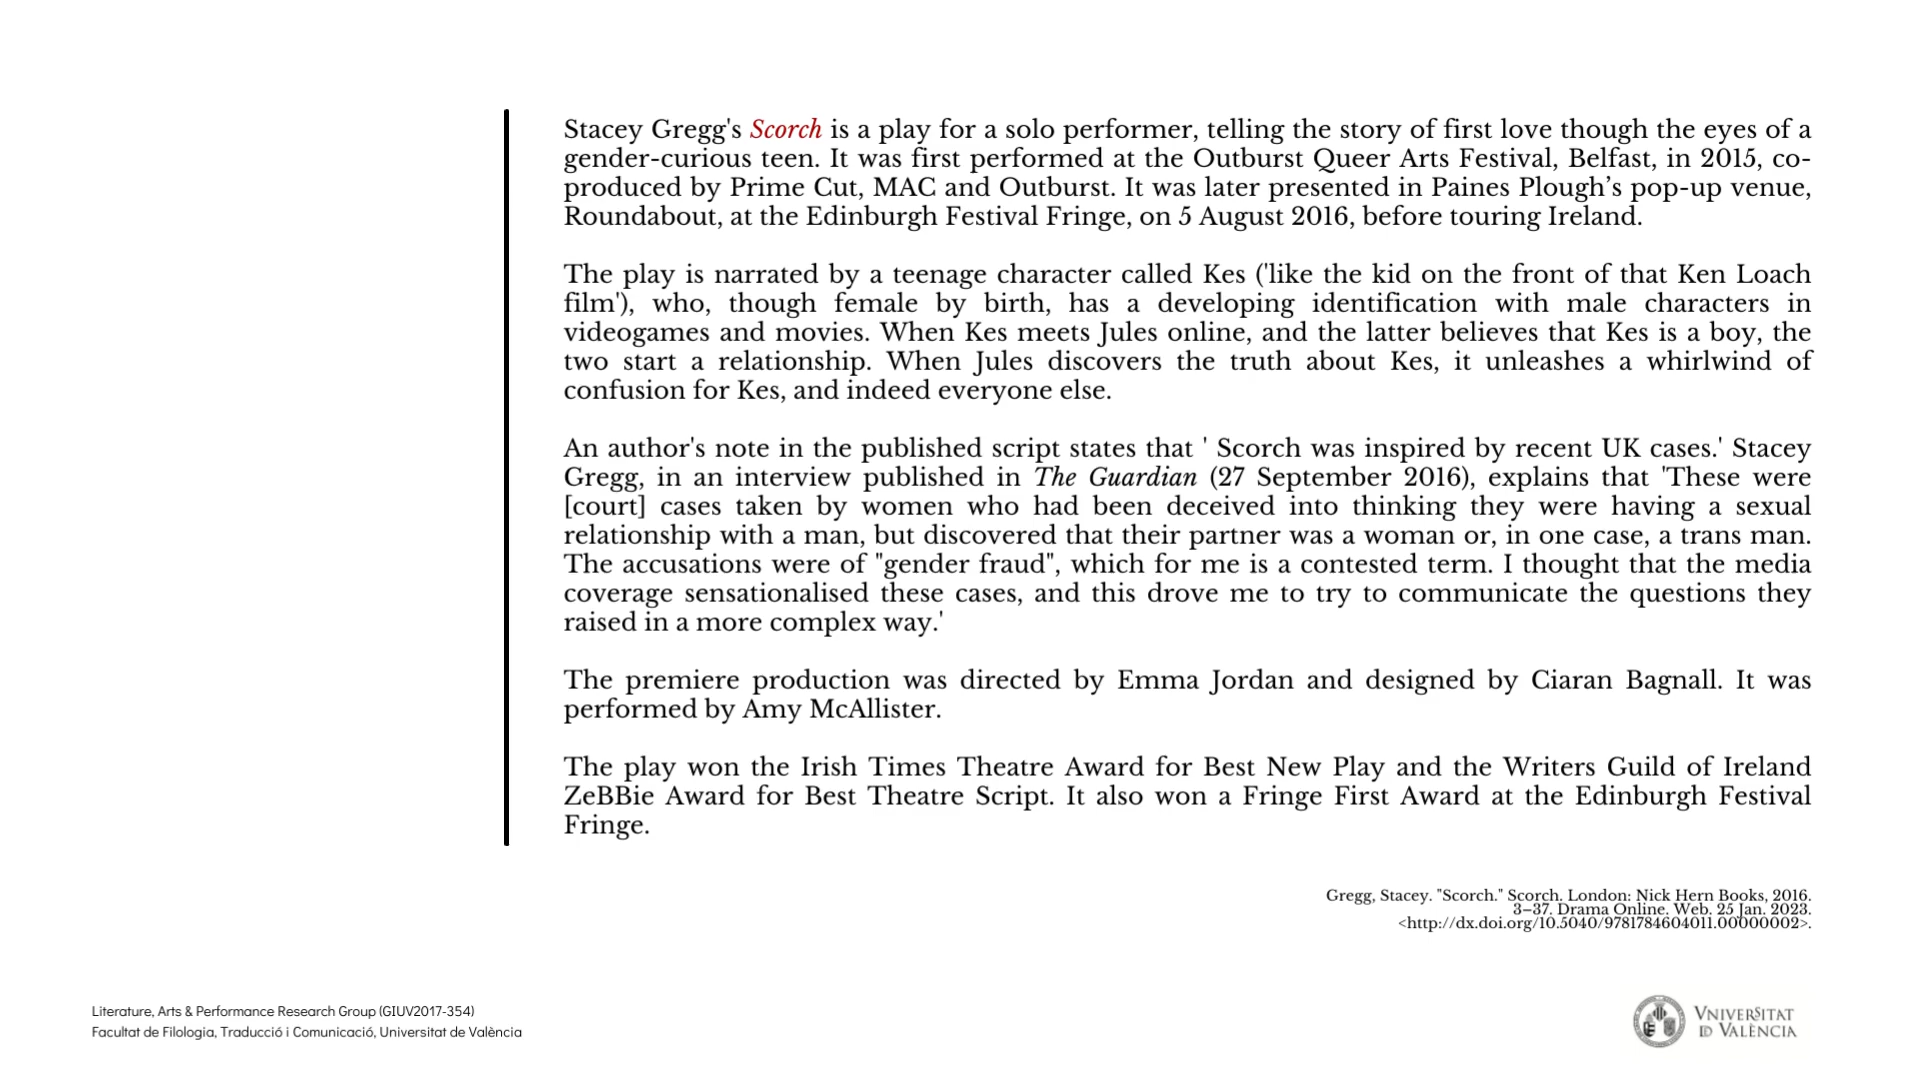 Stacey Gregg's Scorch is a play for a solo performer, telling the story of first love though the eyes of a
gender-curious teen. It was first performed at the Outburst Queer Arts Festival, Belfast, in 2015, co-
produced by Prime Cut, MAC and Outburst. It was later presented in Paines Plough’s pop-up venue,
Roundabout, at the Edinburgh Festival Fringe, on 5 August 2016, before touring Ireland.
The play is narrated by a teenage character called Kes ('like the kid on the front of that Ken Loach
film'), who, though female by birth, has a developing identification with male characters in
videogames and movies. When Kes meets Jules online, and the latter believes that Kes is a boy, the
two start a relationship. When Jules discovers the truth about Kes, it unleashes a whirlwind of
confusion for Kes, and indeed everyone else.
An author's note in the published script states that ' Scorch was inspired by recent UK cases.' Stacey
Gregg, in an interview published in The Guardian (27 September 2016), explains that 'These were
[court] cases taken by women who had been deceived into thinking they were having a sexual
relationship with a man, but discovered that their partner was a woman or, in one case, a trans man.
The accusations were of "gender fraud", which for me is a contested term. I thought that the media
coverage sensationalised these cases, and this drove me to try to communicate the questions they
raised in a more complex way.'
The premiere production was directed by Emma Jordan and designed by Ciaran Bagnall. It was
performed by Amy McAllister.
The play won the Irish Times Theatre Award for Best New Play and the Writers Guild of Ireland
ZeBBie Award for Best Theatre Script. It also won a Fringe First Award at the Edinburgh Festival
Fringe.
Gregg, Stacey. "Scorch." Scorch. London: Nick Hern Books, 2016.
3–37. Drama Online. Web. 25 Jan. 2023.
<http://dx.doi.org/10.5040/9781784604011.00000002>.
Literature, Arts & Performance Research Group (GIUV2017-354)
Facultat de Filologia, Traducció i Comunicació, Universitat de València
VNIVERSITAT
ID VALÈNCIA